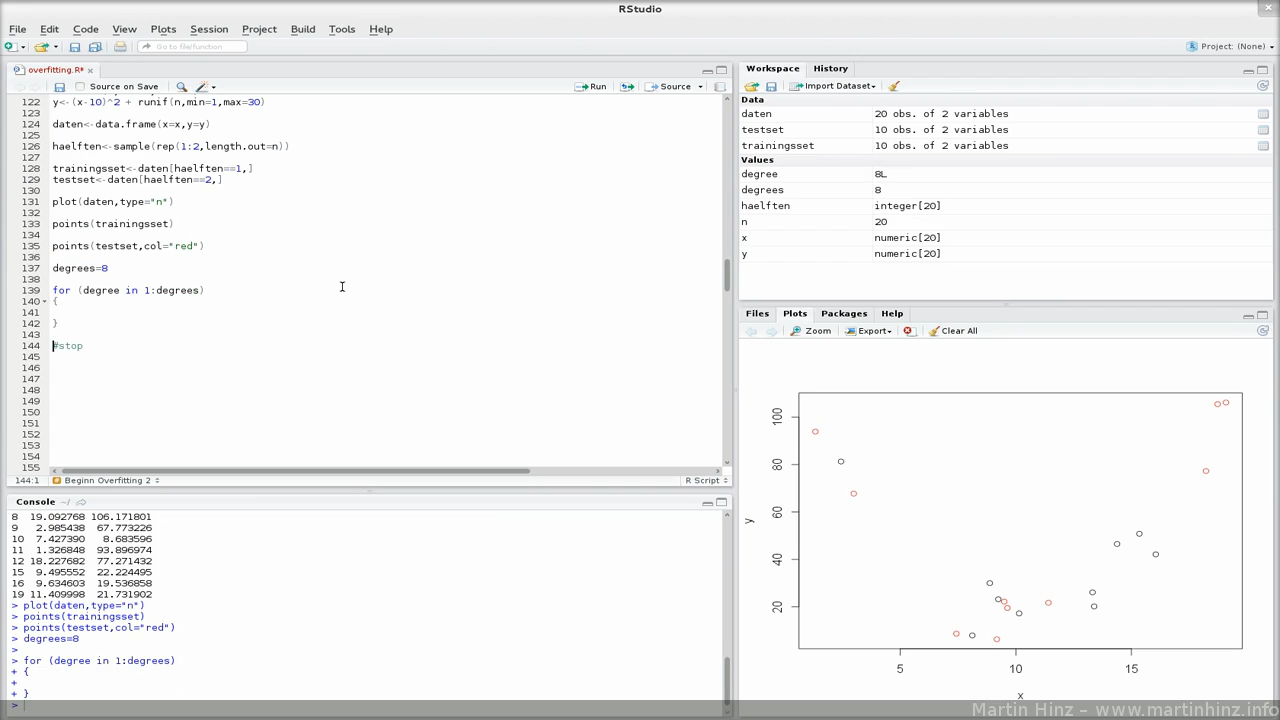 RStudio
File Edit Code View Plots Session Project Build Tools Help
Go to file/function
Project: (None)
overfitting.R*
Source on Save
Run
Source
122 y<-(x-10)^2 + runif(n,min=1,max=30)
123
124 daten<-data.frame(x=x,y=y)
125
126 haelften<-sample(rep(1:2,length.out=n))
127
128 trainingsset<-daten[haelften==1,]
129 testset<-daten[haelften==2,]
130
131 plot(daten,type="n")
132
133 points(trainingsset)
134
135 points(testset,col="red")
136
137 degrees=8
138
139 for (degree in 1:degrees)
140 {
141
142 }
143
144 #stop
145
146
147
148
149
150
151
152
153
154
155
144:1 Beginn Overfitting 2 R Script
Console ~/
8 19.092768 106.171801
9 2.985438 67.773226
10 7.427390 8.683596
11 1.326848 93.896974
12 18.227682 77.271432
15 9.495552 22.224495
16 9.634603 19.536858
19 11.409998 21.731902
> plot(daten,type="n")
> points(trainingsset)
> points(testset,col="red")
> degrees=8
>
> for (degree in 1:degrees)
+ {
+
+ }
>
Workspace History
Import Dataset
Data
daten 20 obs. of 2 variables
testset 10 obs. of 2 variables
trainingsset 10 obs. of 2 variables
Values
degree 8L
degrees 8
haelften integer[20]
n 20
x numeric[20]
y numeric[20]
Files Plots Packages Help
Zoom Export Clear All
100
80
60
40
20
y
5 10 15
x
Martin Hinz - www.martinhinz.info